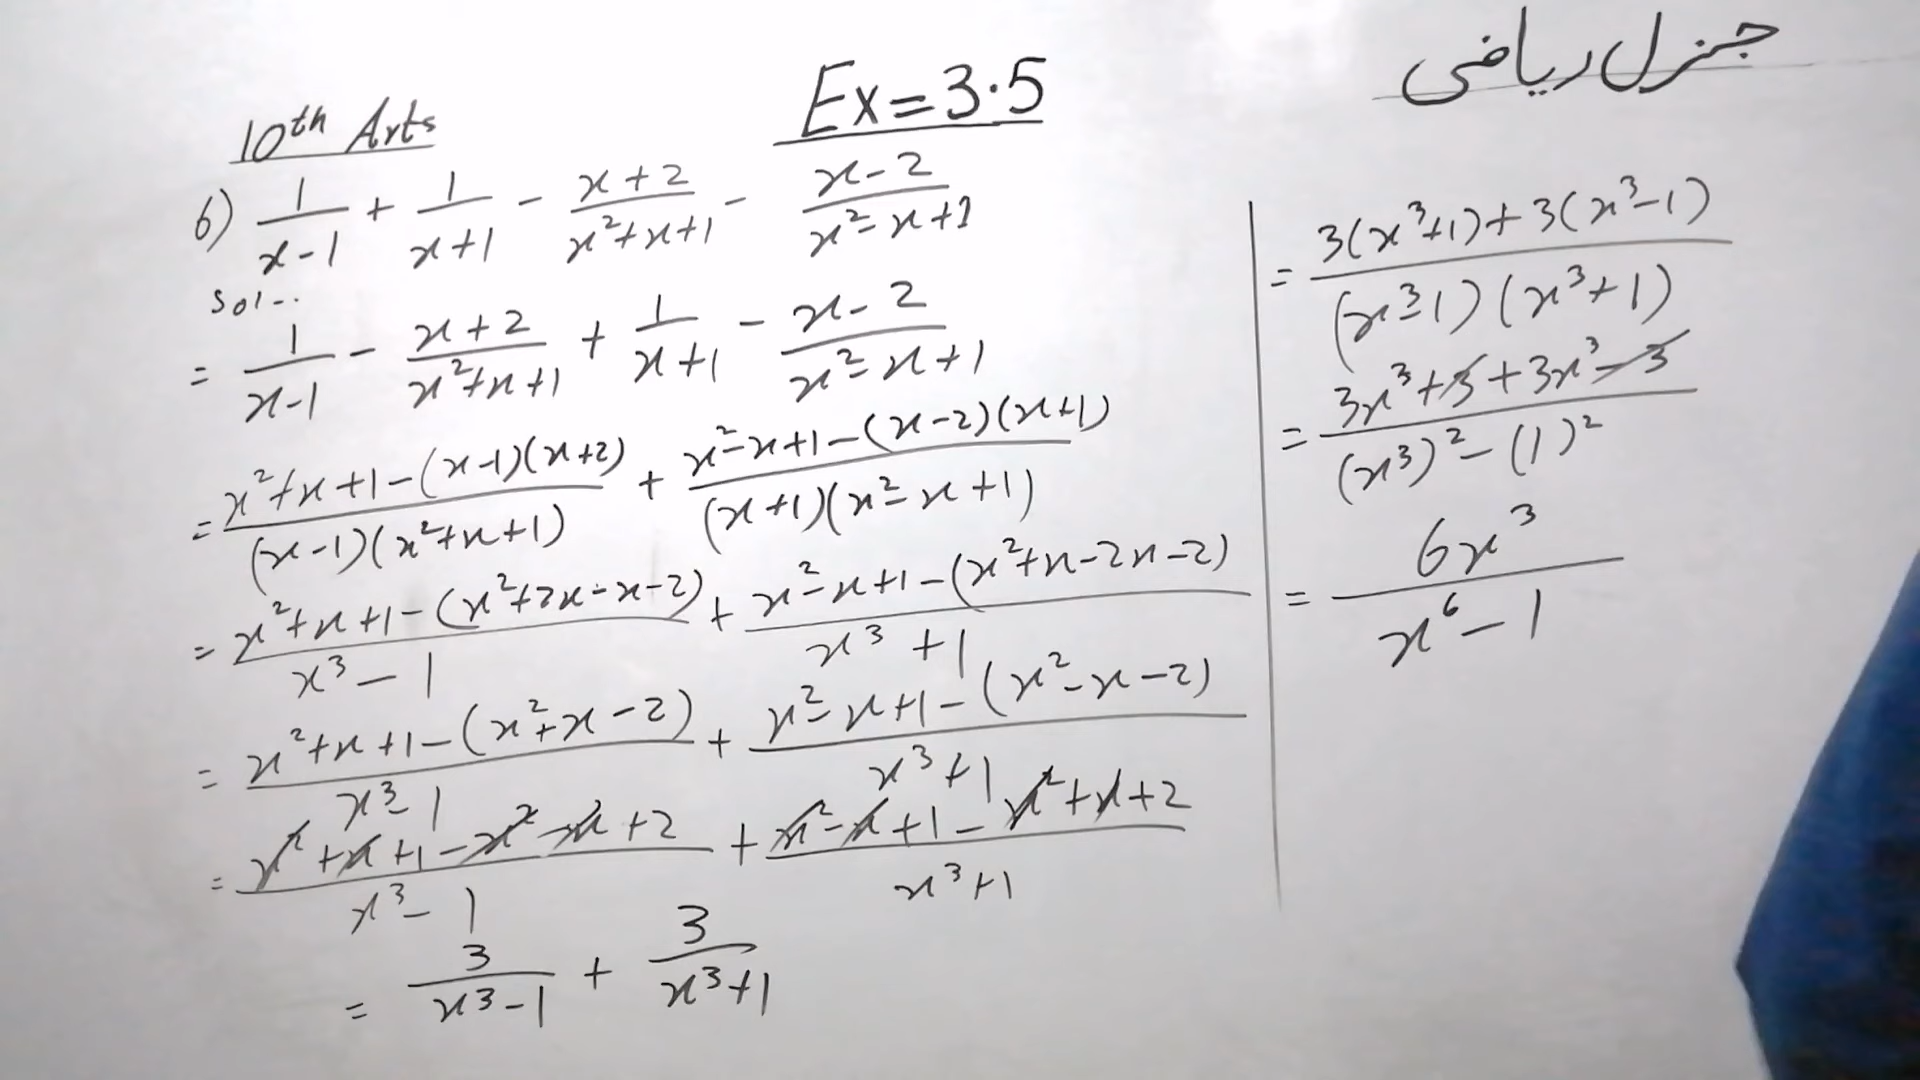 10th Arts
Ex = 3.5
جنرل ریاضی
6) 1/(x-1) + 1/(x+1) - (x+2)/(x²+x+1) - (x-2)/(x²-x+1)
Sol..
= 1/(x-1) - (x+2)/(x²+x+1) + 1/(x+1) - (x-2)/(x²-x+1)
= (x²+x+1-(x-1)(x+2))/((x-1)(x²+x+1)) + (x²-x+1-(x-2)(x+1))/((x+1)(x²-x+1))
= (x²+x+1-(x²+2x-x-2))/(x³-1) + (x²-x+1-(x²+x-2x-2))/(x³+1)
= (x²+x+1-(x²+x-2))/(x³-1) + (x²-x+1-(x²-x-2))/(x³+1)
= (x²+x+1-x²-x+2)/(x³-1) + (x²-x+1-x²+x+2)/(x³+1)
= 3/(x³-1) + 3/(x³+1)
= (3(x³+1)+3(x³-1))/((x³-1)(x³+1))
= (3x³+3+3x³-3)/((x³)²-(1)²)
= 6x³/(x⁶-1)